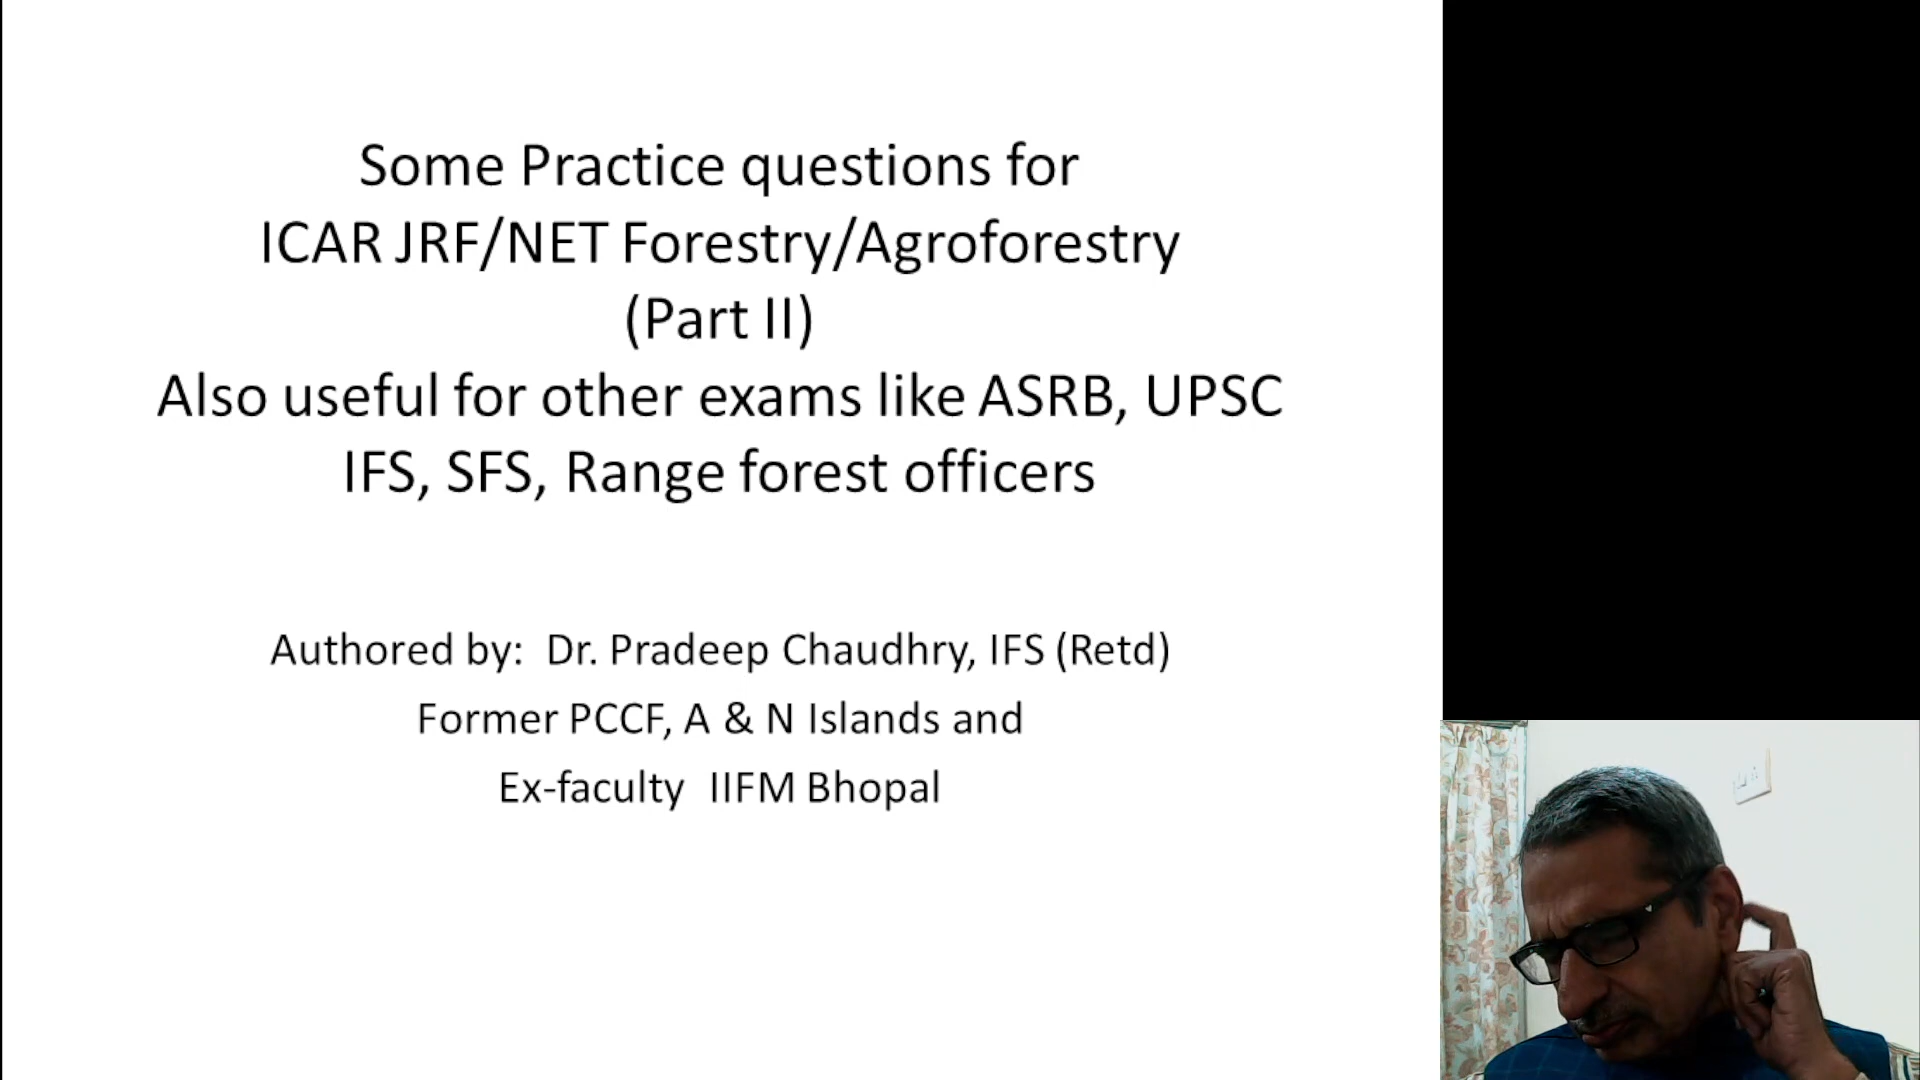 Some Practice questions for
ICAR JRF/NET Forestry/Agroforestry
(Part II)
Also useful for other exams like ASRB, UPSC
IFS, SFS, Range forest officers
Authored by: Dr. Pradeep Chaudhry, IFS (Retd)
Former PCCF, A & N Islands and
Ex-faculty IIFM Bhopal